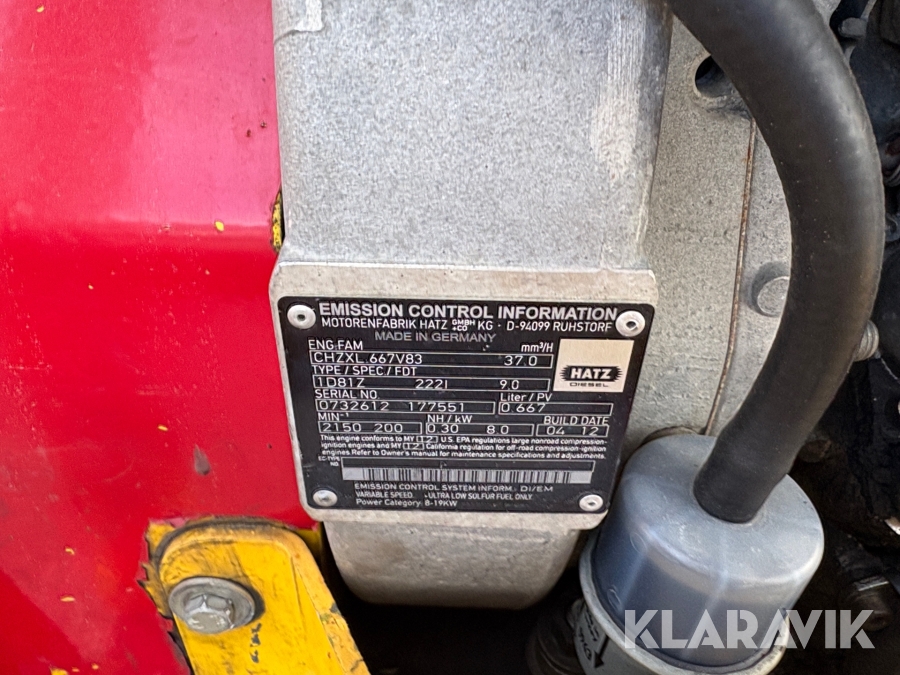 EMISSION CONTROL INFORMATION
MOTORENFABRIK HATZ GMBH +CO KG · D-94099 RUHSTORF
MADE IN GERMANY
ENG.FAM mm³/H
CHZXL.667V83 37.0
TYPE / SPEC / FDT
1D81Z 222I 9.0
SERIAL NO Liter / PV
0732612 177551 0.667
MIN⁻¹ NH / kW BUILD DATE
2150 200 0.30 8.0 04 12
This engine conforms to MY (12) U.S. EPA regulations large nonroad compression-
ignition engines and MY (12) California regulations for off-road compression-ignition
engines. Refer to Owner's manual for maintenance specifications and adjustments.
EC-TYPE
NO.
EMISSION CONTROL SYSTEM INFORM.: DI/EM
VARIABLE SPEED. ULTRA LOW SULFUR FUEL ONLY.
Power Category: 8-19KW
HATZ
DIESEL
KLARAVIK